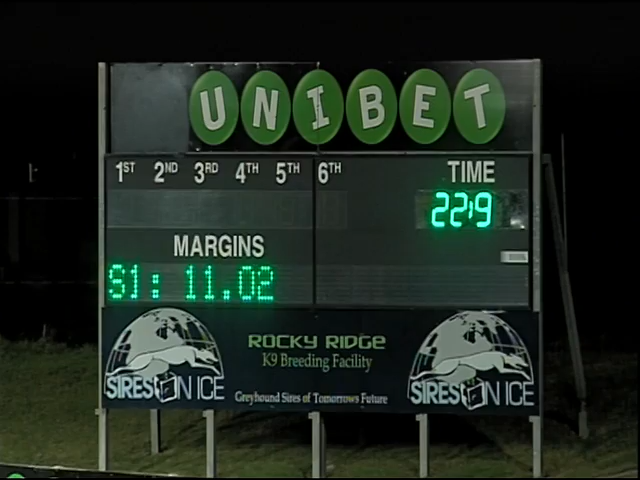 UNIBET
1ST 2ND 3RD 4TH 5TH 6TH TIME
22:9
MARGINS
S1: 11.02
ROCKY RIDGE
K9 Breeding Facility
SIRES ON ICE
Greyhound Sires of Tomorrows Future
SIRES ON ICE